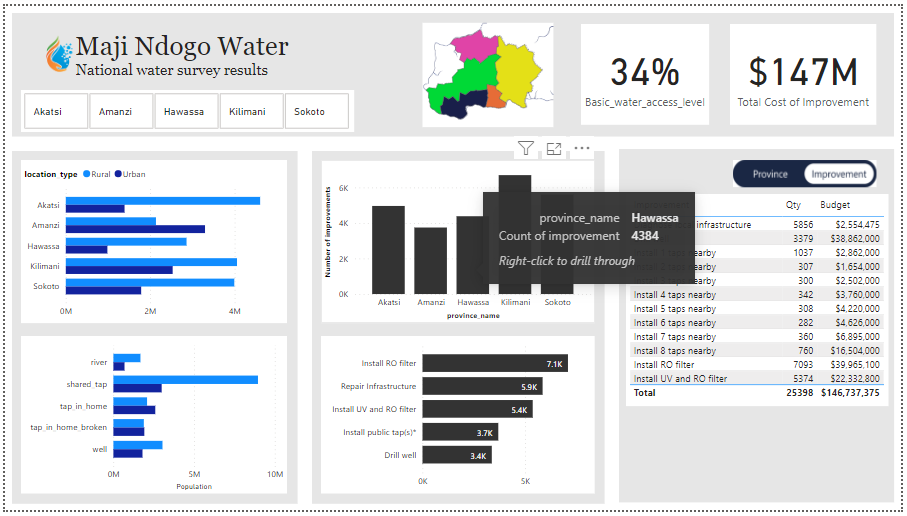 Maji Ndogo Water
National water survey results
Akatsi
Amanzi
Hawassa
Kilimani
Sokoto
34%
Basic_water_access_level
$147M
Total Cost of Improvement
location_type Rural Urban
Akatsi
Amanzi
Hawassa
Kilimani
Sokoto
0M 2M 4M
river
shared_tap
tap_in_home
tap_in_home_broken
well
0M 5M 10M
Population
Number of improvements
6K
4K
2K
0K
Akatsi Amanzi Hawassa Kilimani Sokoto
province_name
province_name Hawassa
Count of improvement 4384
Right-click to drill through
Install RO filter 7.1K
Repair Infrastructure 5.9K
Install UV and RO filter 5.4K
Install public tap(s)* 3.7K
Drill well 3.4K
0K 5K
Province Improvement
Qty Budget
infrastructure 5856 $2,554,475
3379 $38,862,000
nearby 1037 $2,862,000
nearby 307 $1,654,000
300 $2,502,000
Install 4 taps nearby 342 $3,760,000
Install 5 taps nearby 308 $4,220,000
Install 6 taps nearby 282 $4,626,000
Install 7 taps nearby 360 $6,895,000
Install 8 taps nearby 760 $16,504,000
Install RO filter 7093 $39,965,100
Install UV and RO filter 5374 $22,332,800
Total 25398 $146,737,375